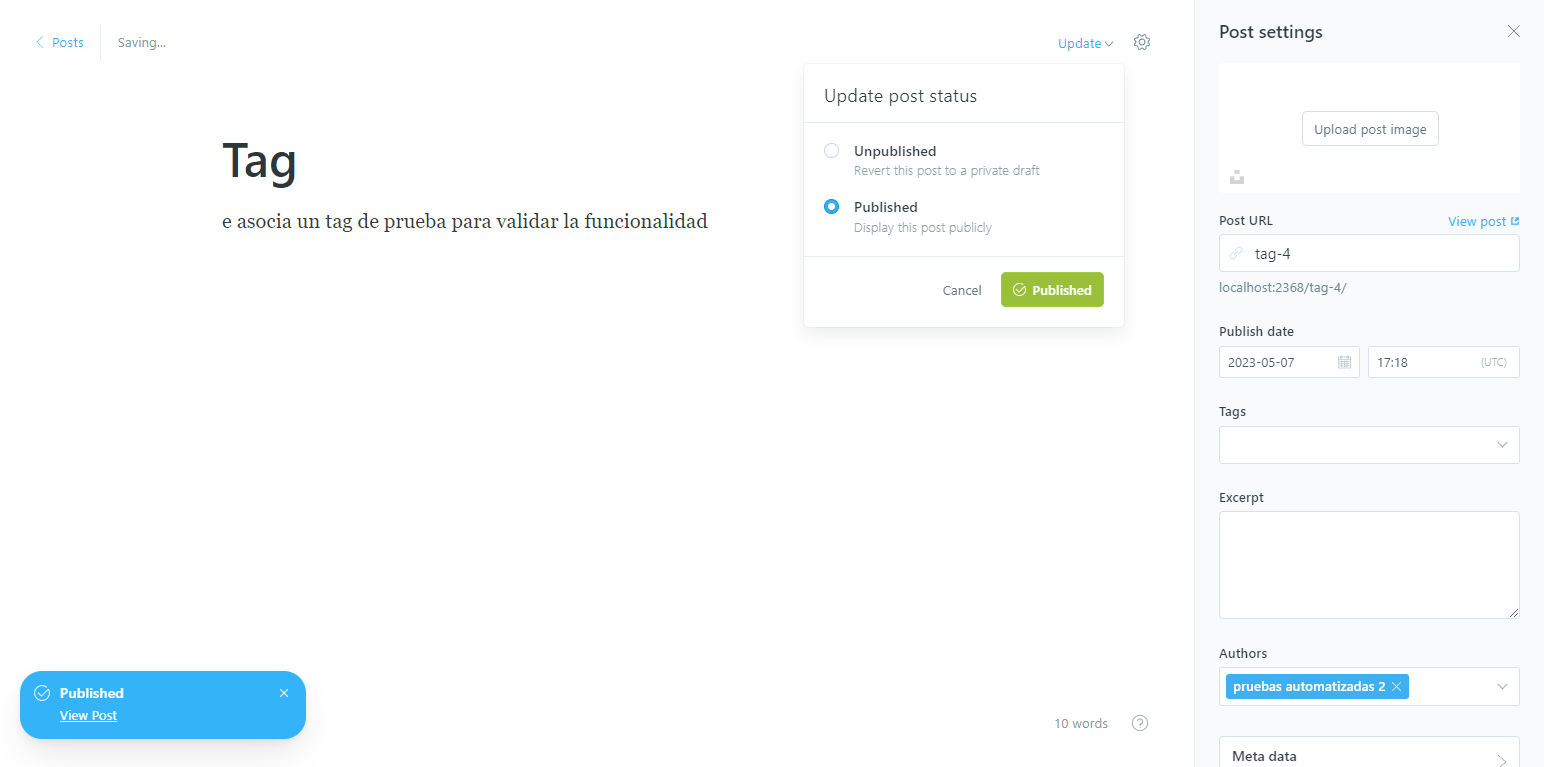 Posts
Saving...
Update
Update post status
Unpublished
Revert this post to a private draft
Published
Display this post publicly
Cancel
Published
Tag
e asocia un tag de prueba para validar la funcionalidad
Published
View Post
10 words
?
Post settings
Upload post image
Post URL
View post
tag-4
localhost:2368/tag-4/
Publish date
2023-05-07
17:18
(UTC)
Tags
Excerpt
Authors
pruebas automatizadas 2
Meta data